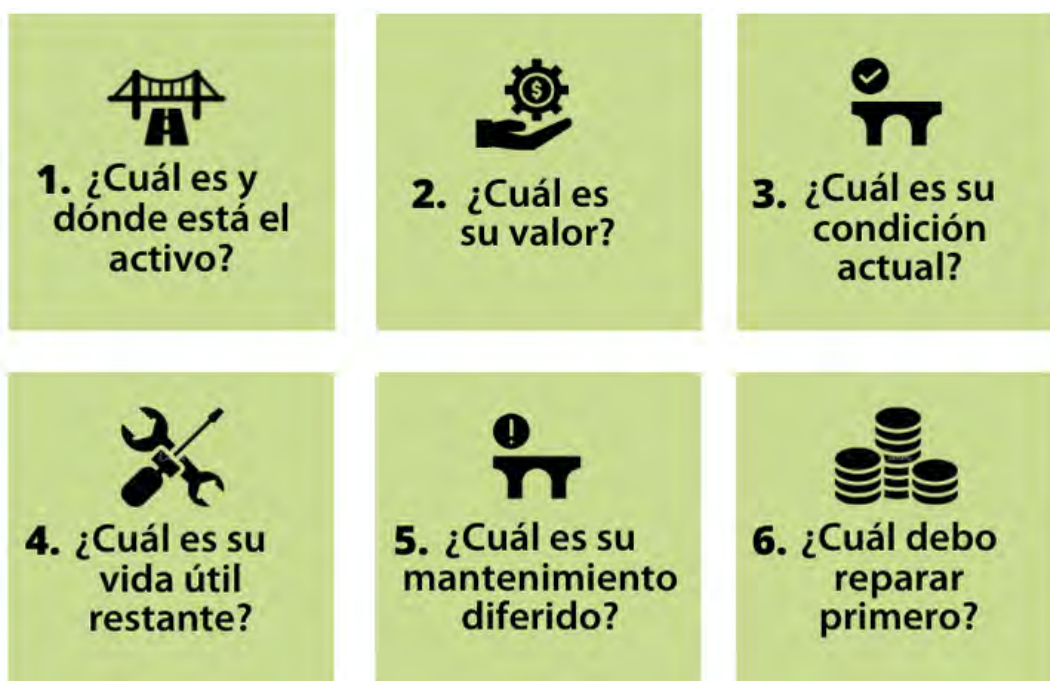 1. ¿Cuál es y
dónde está el
activo?
2. ¿Cuál es
su valor?
3. ¿Cuál es su
condición
actual?
4. ¿Cuál es su
vida útil
restante?
5. ¿Cuál es su
mantenimiento
diferido?
6. ¿Cuál debo
reparar
primero?